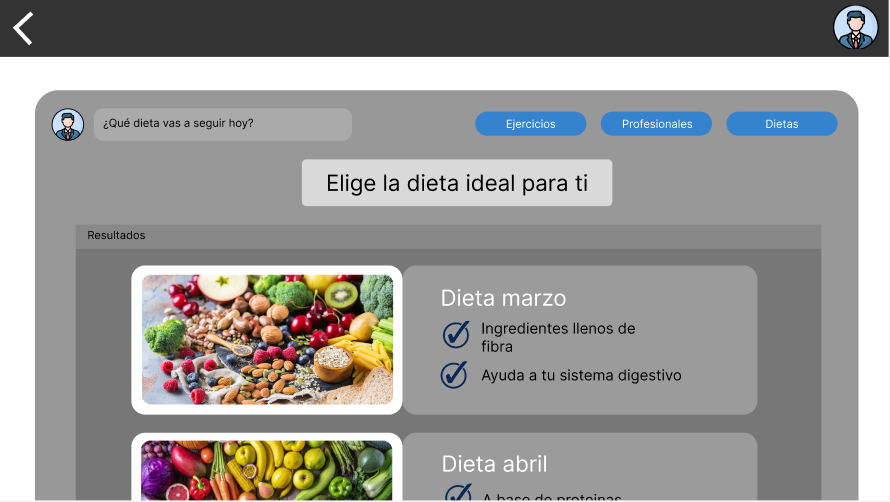 ¿Qué dieta vas a seguir hoy?
Ejercicios
Profesionales
Dietas
Elige la dieta ideal para ti
Resultados
Dieta marzo
Ingredientes llenos de
fibra
Ayuda a tu sistema digestivo
Dieta abril
A base de proteinas